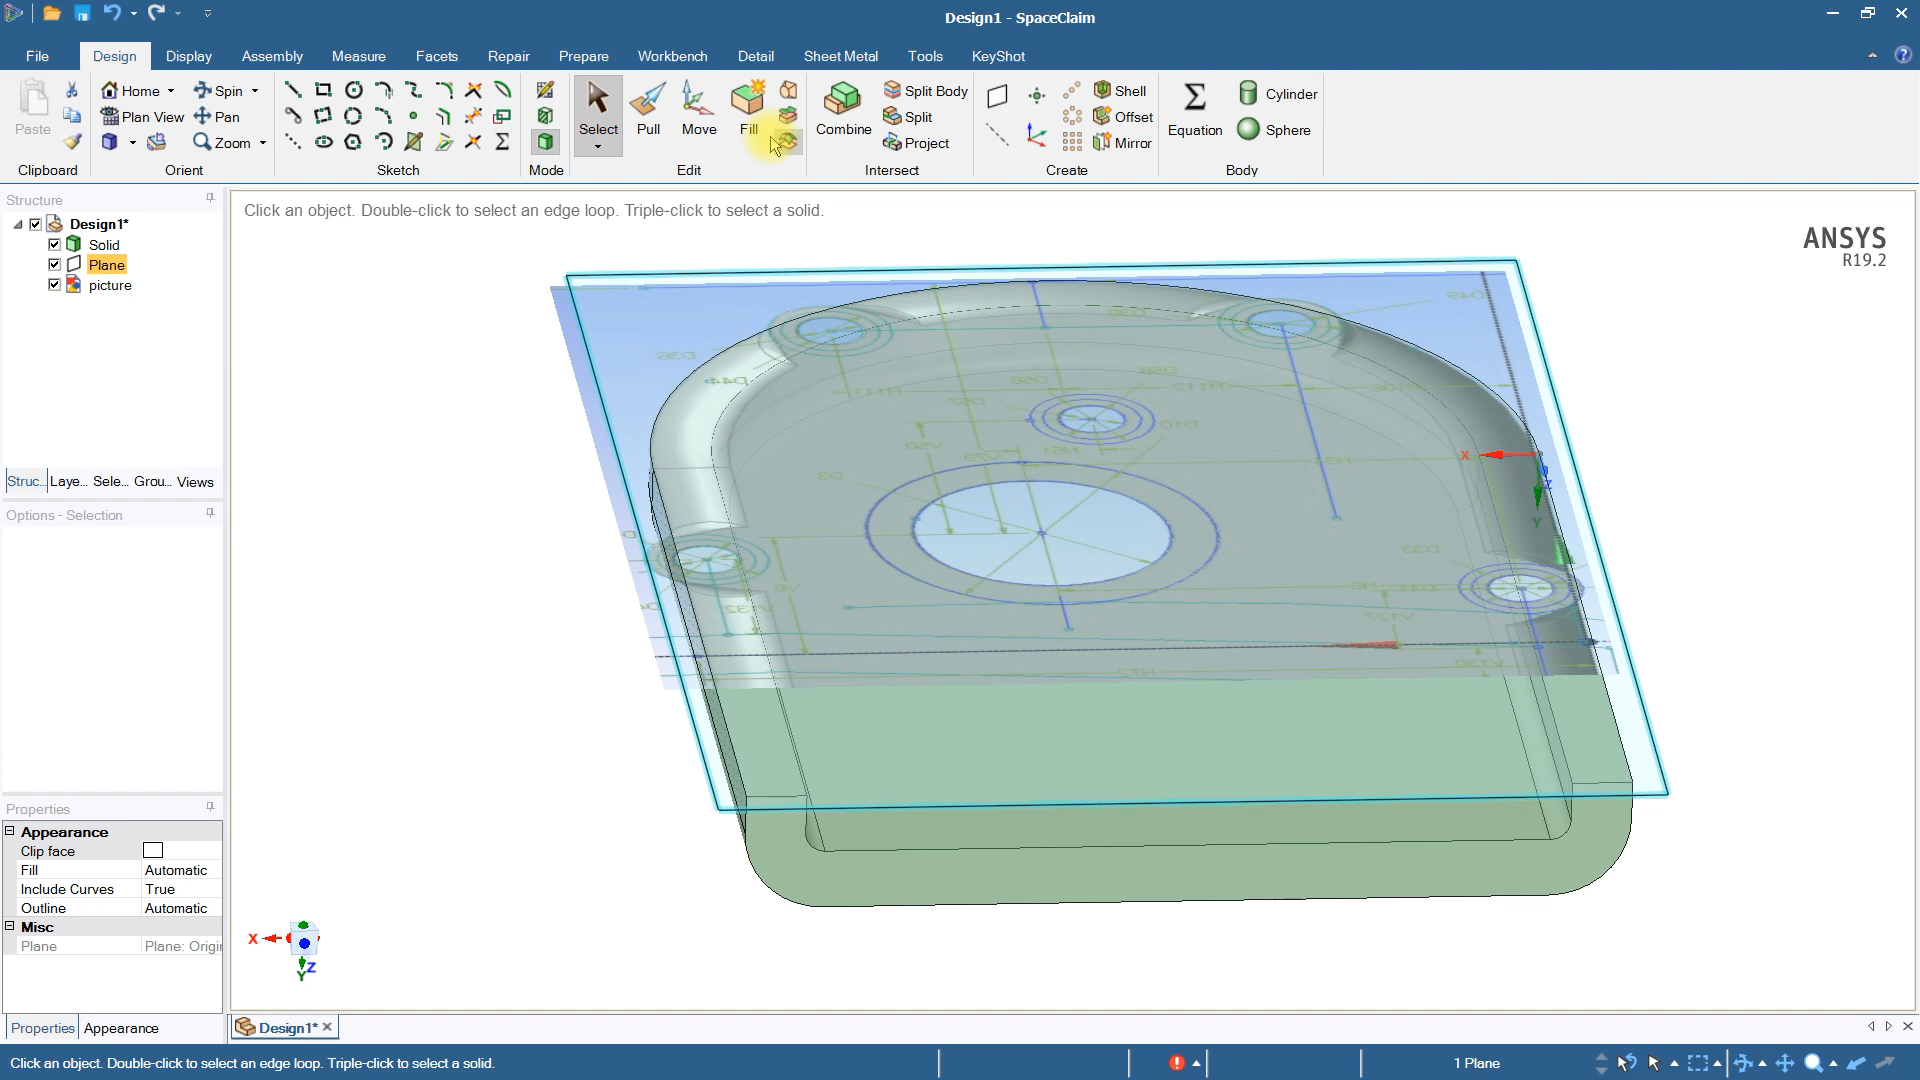 Design1 - SpaceClaim
File Design Display Assembly Measure Facets Repair Prepare Workbench Detail Sheet Metal Tools KeyShot
Paste
Home Spin
Plan View Pan
Zoom
Select Pull Move Fill
Combine
Split Body
Split
Project
Shell
Offset
Mirror
Equation
Cylinder
Sphere
Clipboard Orient Sketch Mode Edit Intersect Create Body
Structure
Click an object. Double-click to select an edge loop. Triple-click to select a solid.
Design1*
Solid
Plane
picture
ANSYS
R19.2
X
Y
Z
Struc... Laye... Sele... Grou... Views
Options - Selection
Properties
Appearance
Clip face
Fill Automatic
Include Curves True
Outline Automatic
Misc
Plane Plane: Origin
X
Y
Z
Properties Appearance
Design1*
Click an object. Double-click to select an edge loop. Triple-click to select a solid.
1 Plane